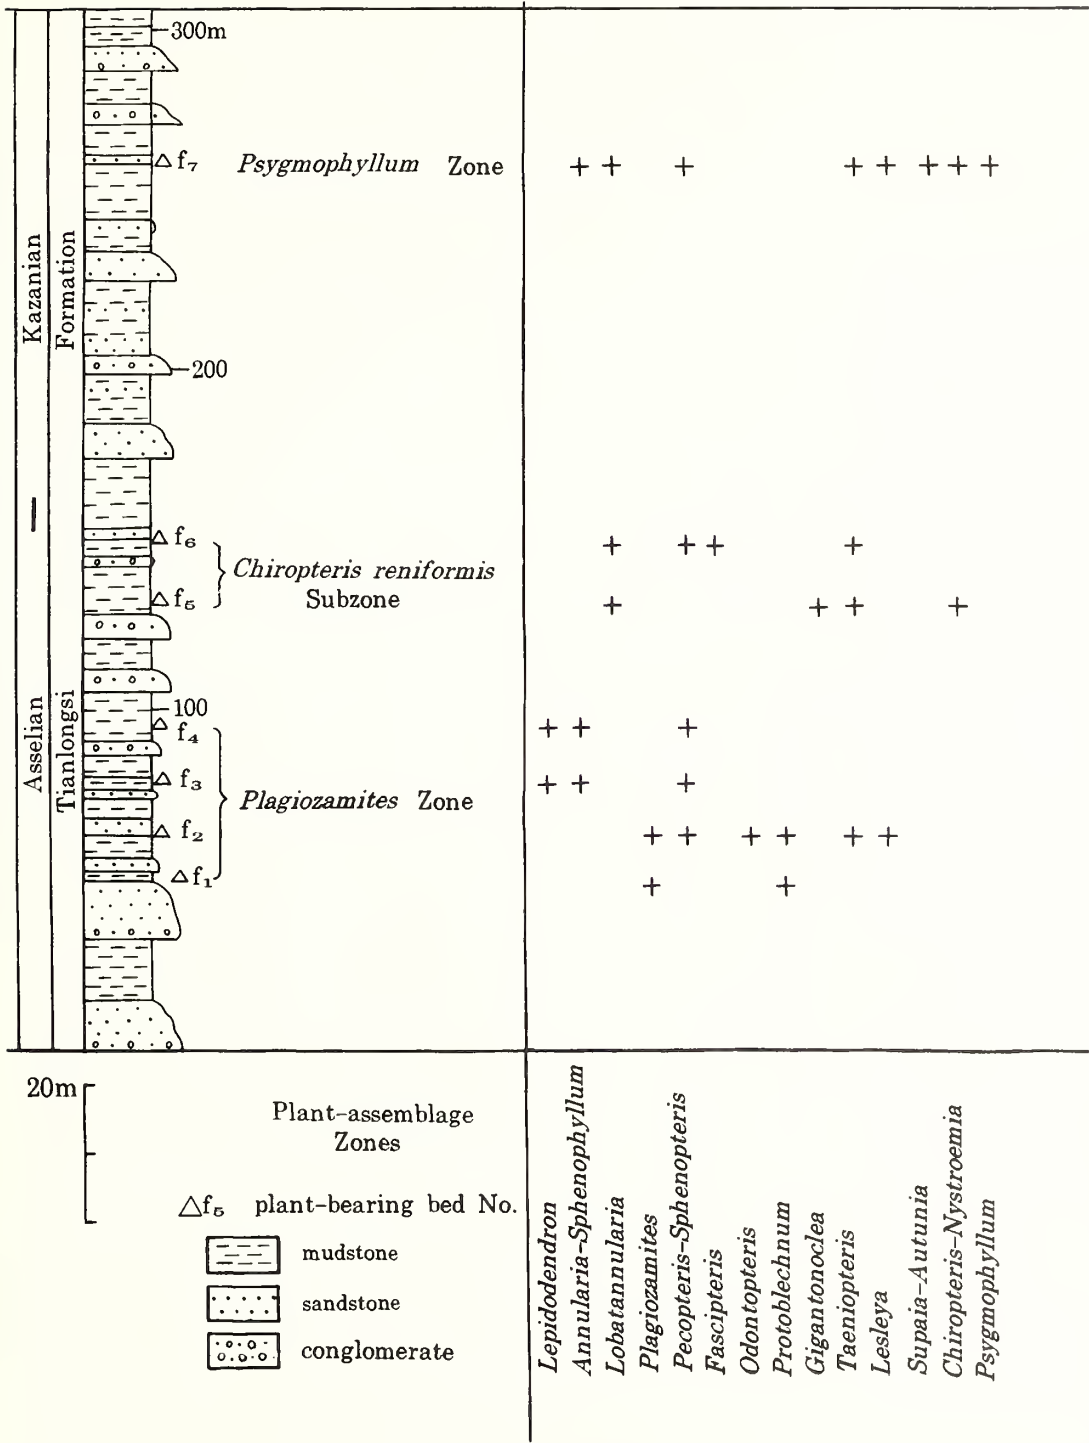 300m
f₇ Psygmophyllum Zone
Kazanian — Asselian
Tianlongsi Formation
200
f₆
Chiropteris reniformis
Subzone
f₅
100
f₄
f₃
Plagiozamites Zone
f₂
f₁
20m
Plant-assemblage
Zones
f₅ plant-bearing bed No.
mudstone
sandstone
conglomerate
Lepidodendron
Annularia-Sphenophyllum
Lobatannularia
Plagiozamites
Pecopteris-Sphenopteris
Fascipteris
Odontopteris
Protoblechnum
Gigantonoclea
Taeniopteris
Lesleya
Supaia-Autunia
Chiropteris-Nystroemia
Psygmophyllum